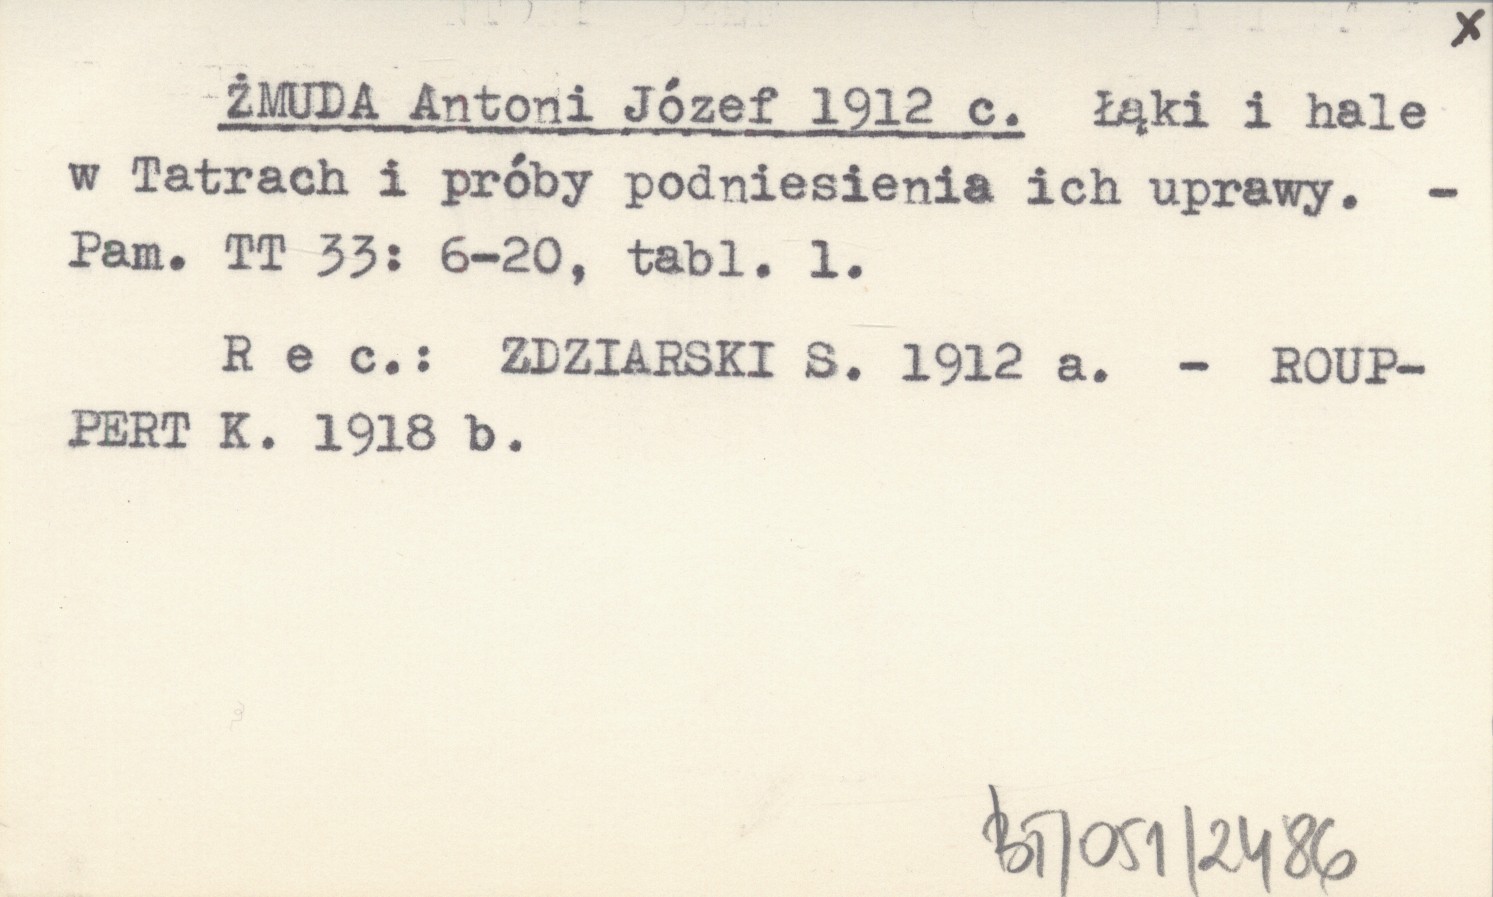 x
ŻMUDA Antoni Józef 1912 c. Łąki i hale
w Tatrach i próby podniesienia ich uprawy. -
Pam. TT 33: 6-20, tabl. 1.
R e c.: ZDZIARSKI S. 1912 a. - ROUP-
PERT K. 1918 b.
BT/051/2486